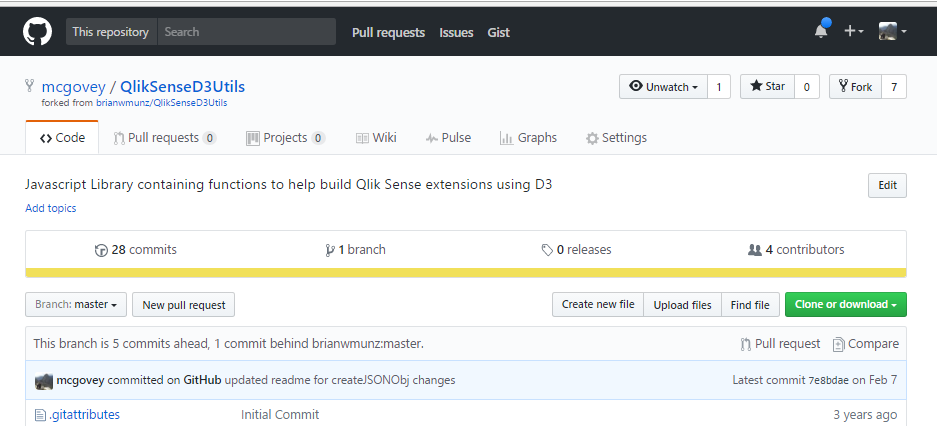 This repository Search Pull requests Issues Gist
mcgovey / QlikSenseD3Utils Unwatch 1 Star 0 Fork 7
forked from brianwmunz/QlikSenseD3Utils
Code Pull requests 0 Projects 0 Wiki Pulse Graphs Settings
Javascript Library containing functions to help build Qlik Sense extensions using D3 Edit
Add topics
28 commits 1 branch 0 releases 4 contributors
Branch: master New pull request Create new file Upload files Find file Clone or download
This branch is 5 commits ahead, 1 commit behind brianwmunz:master. Pull request Compare
mcgovey committed on GitHub updated readme for createJSONObj changes Latest commit 7e8bdae on Feb 7
.gitattributes Initial Commit 3 years ago